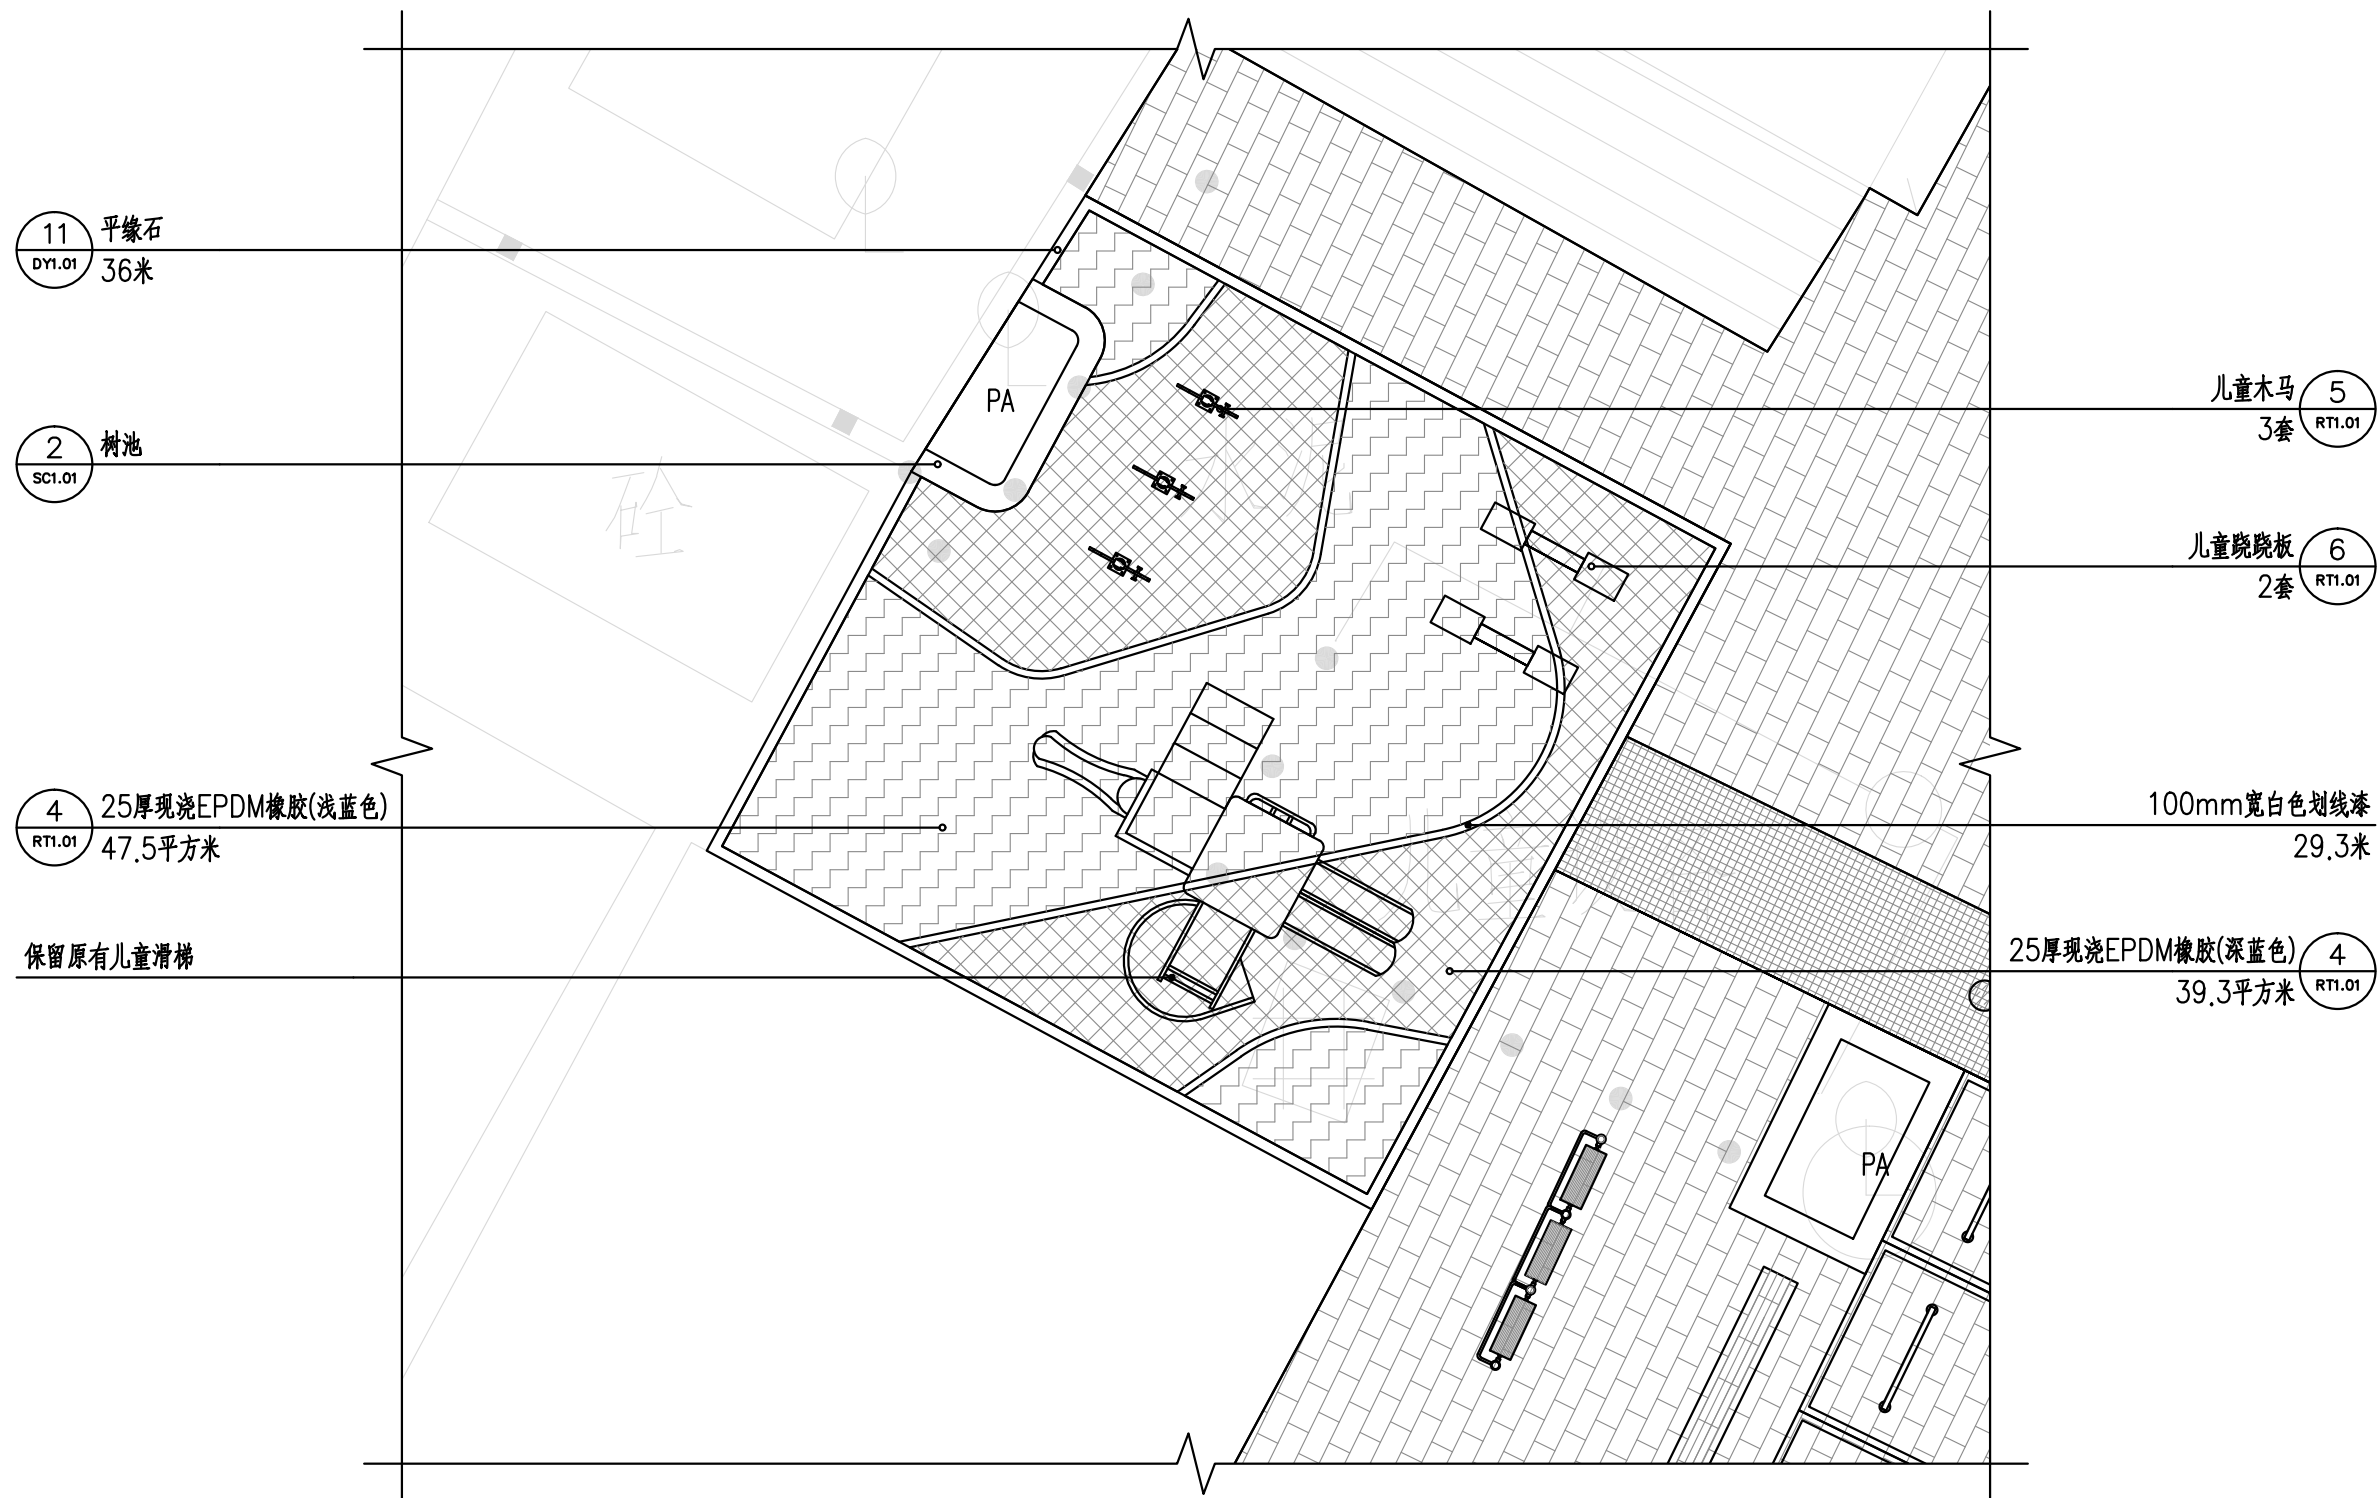 11
DY1.01
平缘石
36米
2
SC1.01
树池
4
RT1.01
25厚现浇EPDM橡胶(浅蓝色)
47.5平方米
保留原有儿童滑梯
PA
砼
儿童木马
3套
5
RT1.01
儿童跷跷板
2套
6
RT1.01
100mm宽白色划线漆
29.3米
25厚现浇EPDM橡胶(深蓝色)
39.3平方米
4
RT1.01
PA